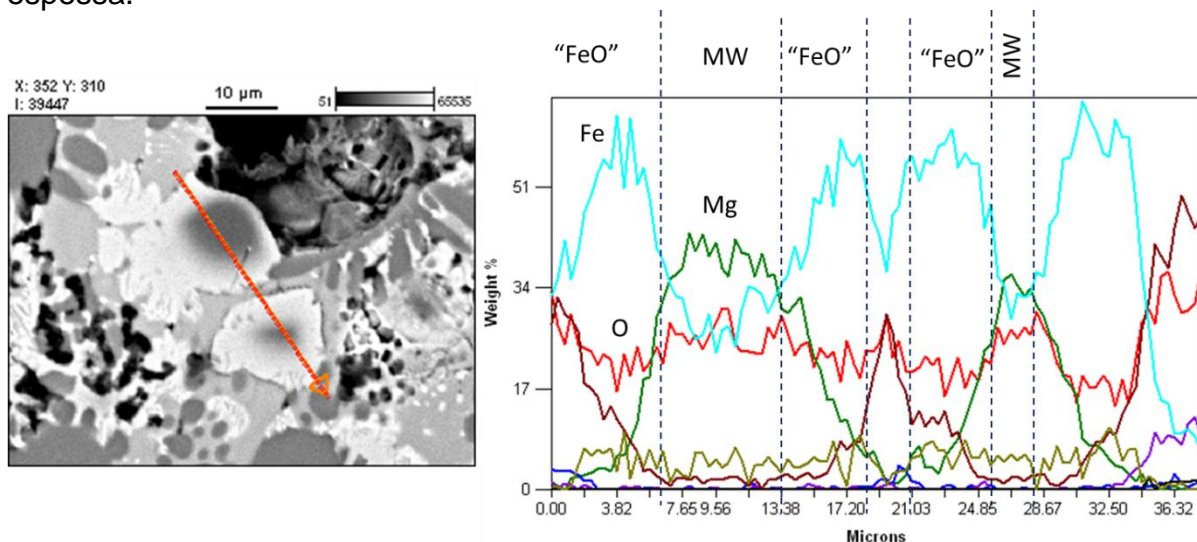 espessa.
X: 352 Y: 310
I: 39447
10 µm
51
65535
"FeO"
MW
"FeO"
"FeO"
MW
Fe
Mg
O
Weight %
51
34
17
0
0.00 3.82 7.65 9.56 13.38 17.20 21.03 24.85 28.67 32.50 36.32
Microns